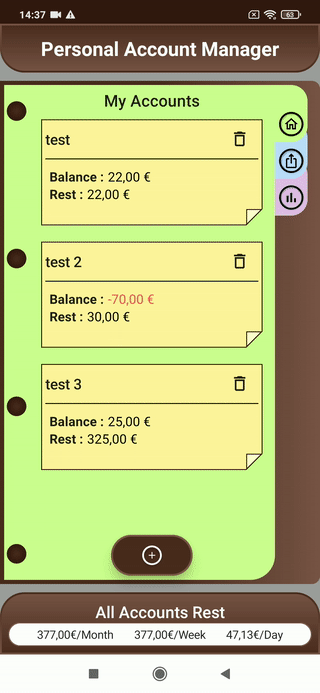 14:37 63
Personal Account Manager
My Accounts
test
Balance : 22,00 €
Rest : 22,00 €
test 2
Balance : -70,00 €
Rest : 30,00 €
test 3
Balance : 25,00 €
Rest : 325,00 €
All Accounts Rest
377,00€/Month 377,00€/Week 47,13€/Day